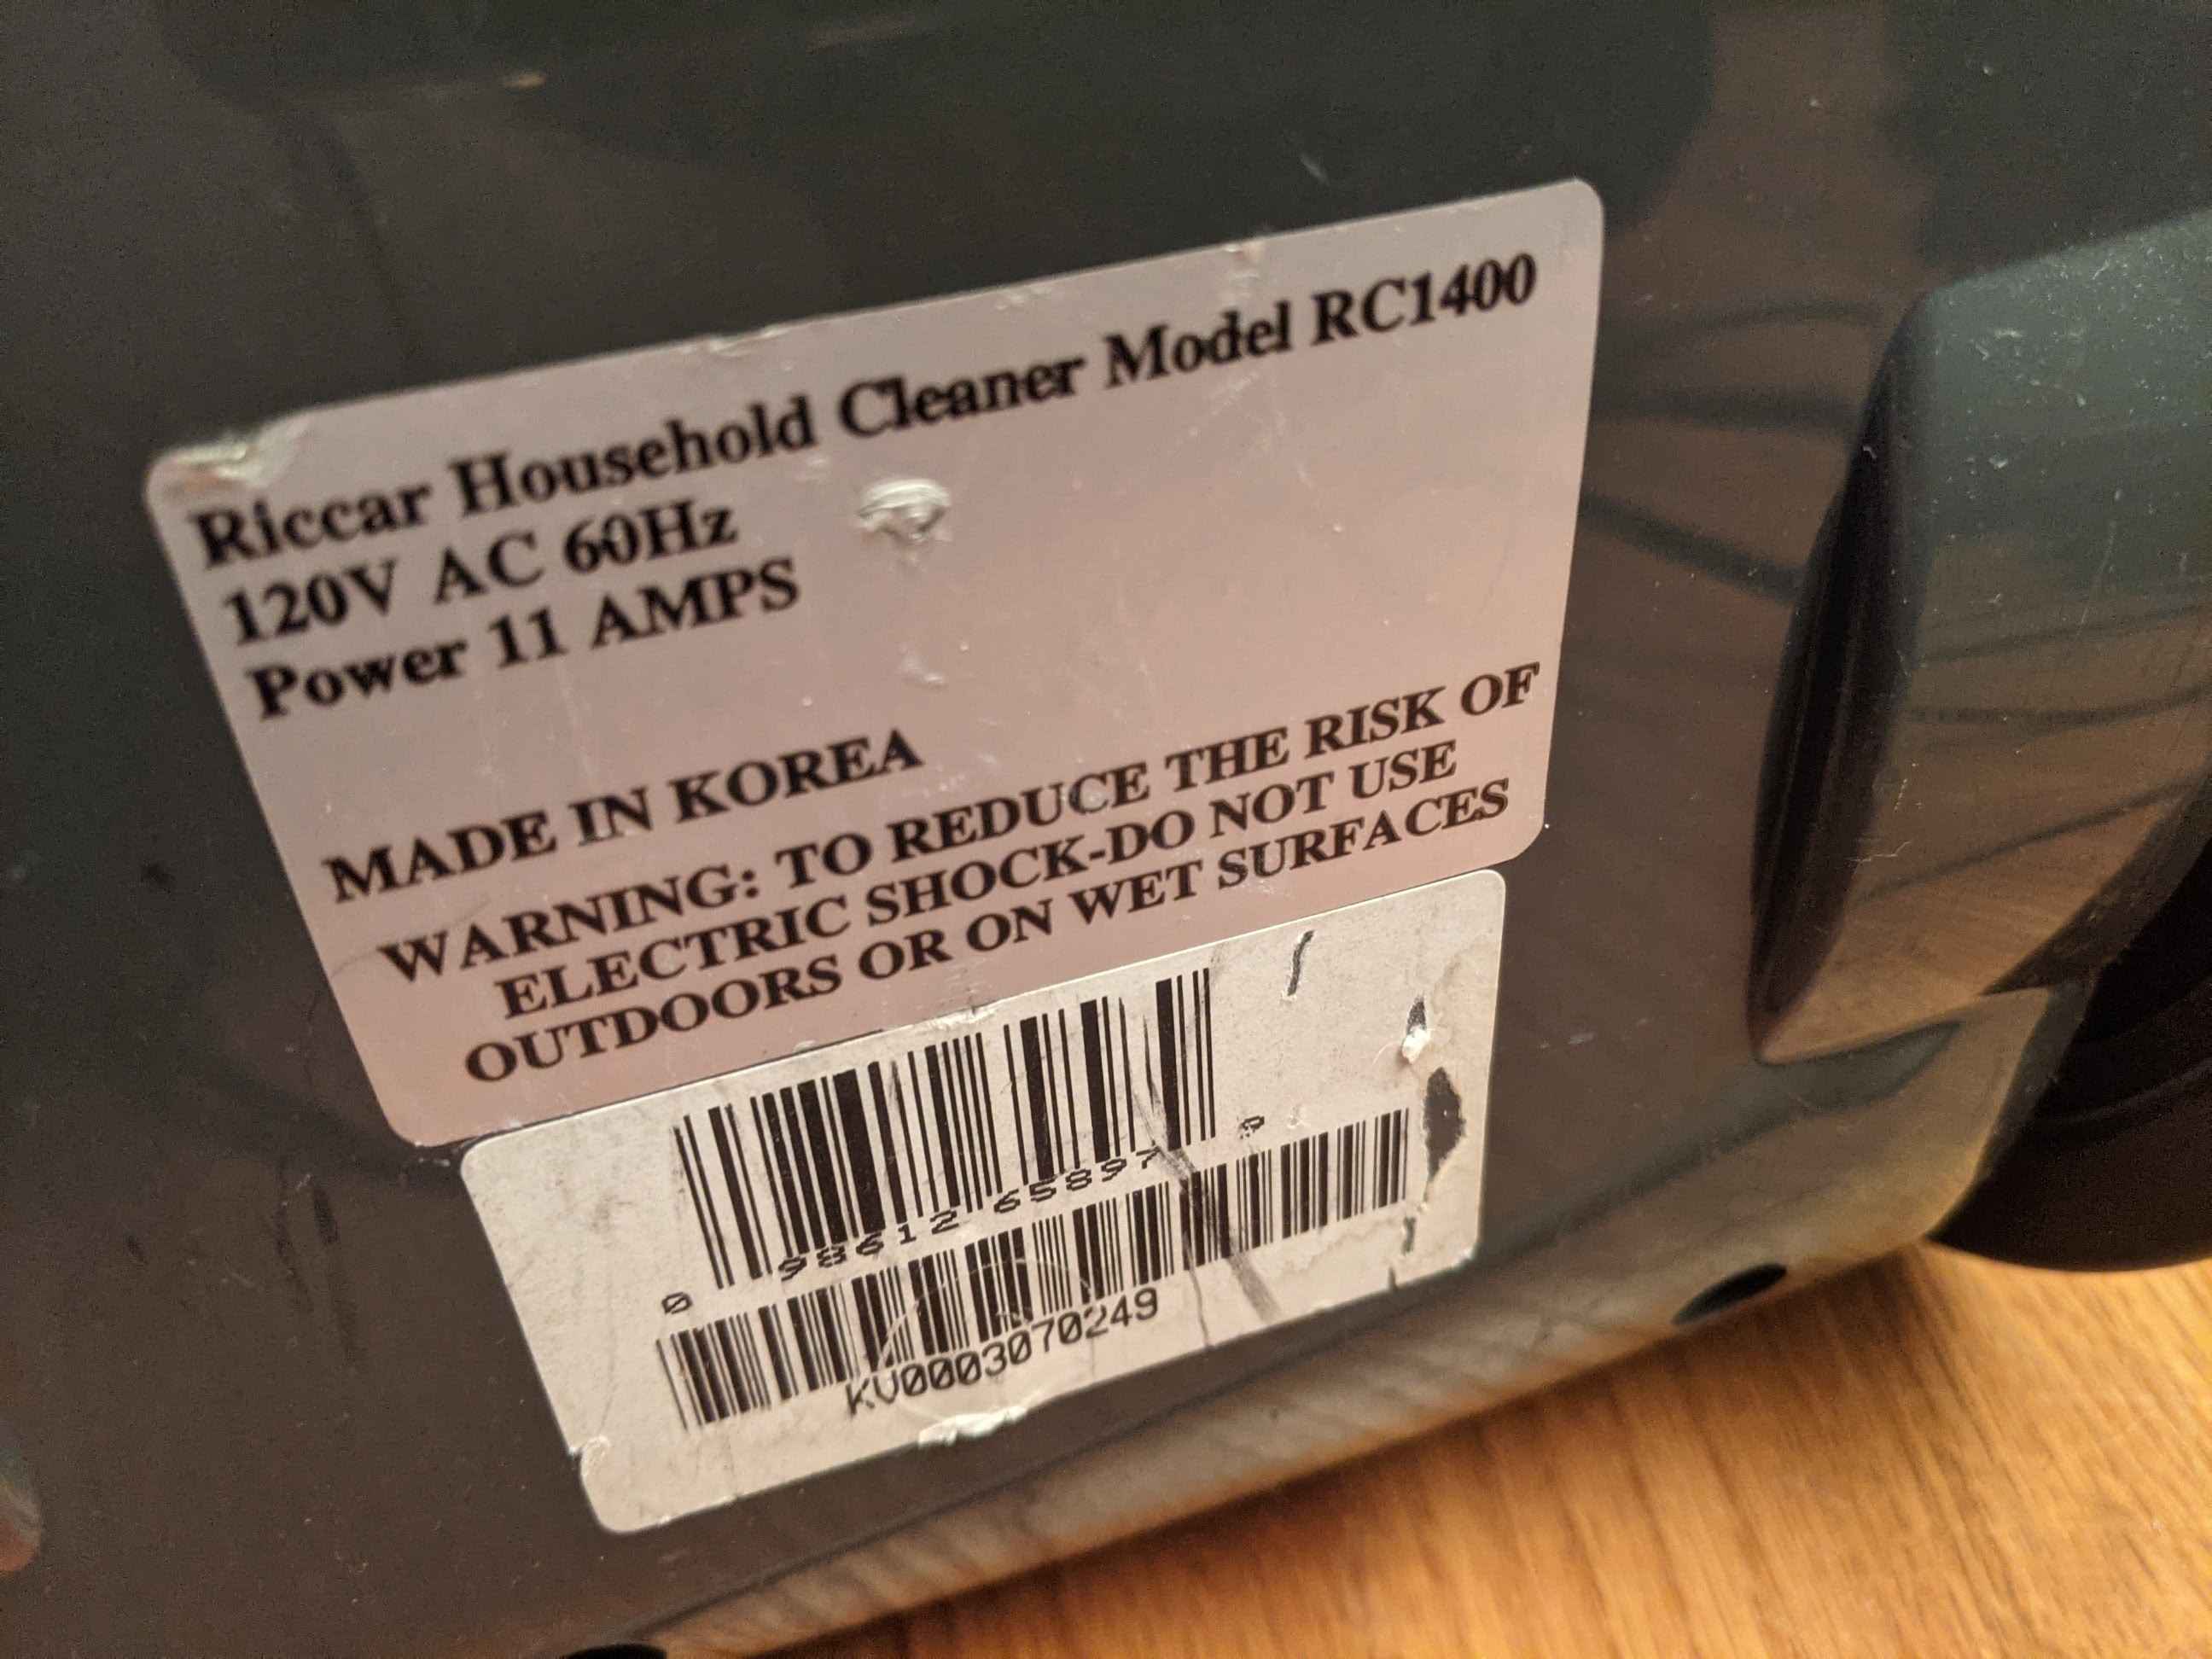 Riccar Household Cleaner Model RC1400
120V AC 60Hz
Power 11 AMPS
MADE IN KOREA
WARNING: TO REDUCE THE RISK OF
ELECTRIC SHOCK-DO NOT USE
OUTDOORS OR ON WET SURFACES
0 98612 65897
KV0003070249